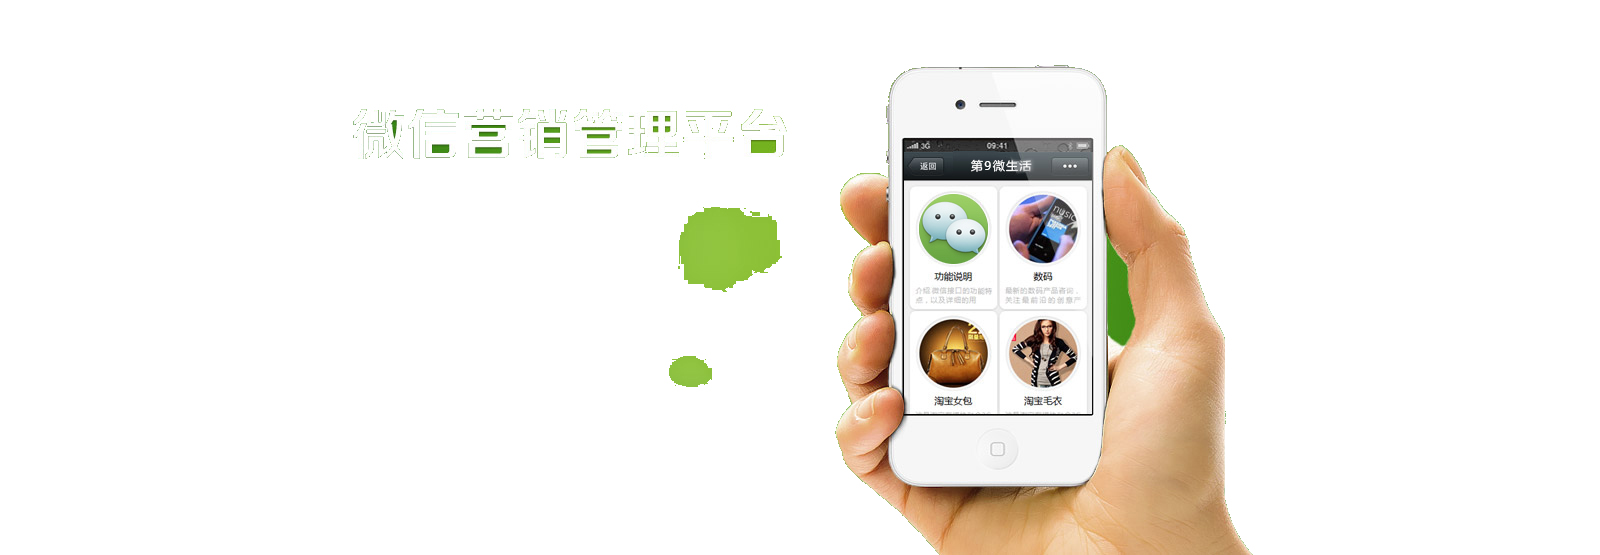 微信营销管理平台
3G 09:41
返回 第9微生活
功能说明 数码
介绍微信接口的功能特 最新的数码产品咨询，
点，以及详细的用 关注最前沿的创意产
淘宝女包 淘宝毛衣